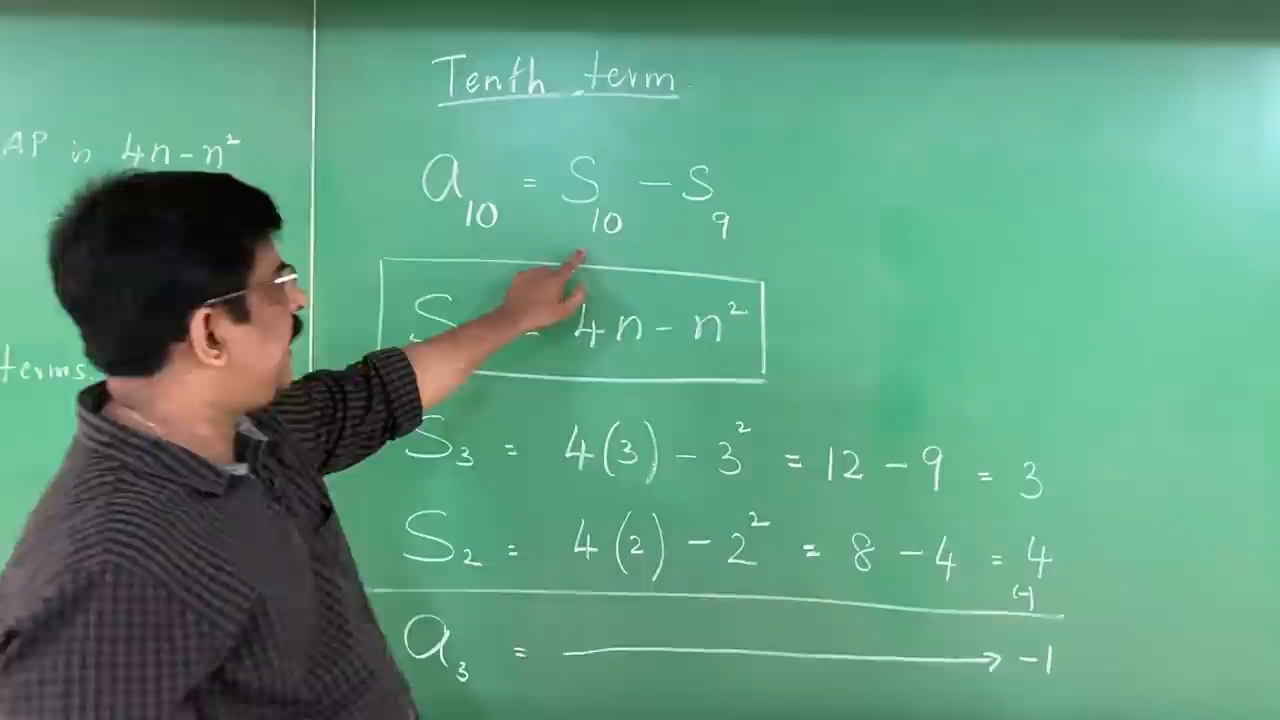 AP is 4n - n²
terms.
Tenth term
a₁₀ = S₁₀ - S₉
S = 4n - n²
S₃ = 4(3) - 3² = 12 - 9 = 3
S₂ = 4(2) - 2² = 8 - 4 = 4
(-)
a₃ = → -1